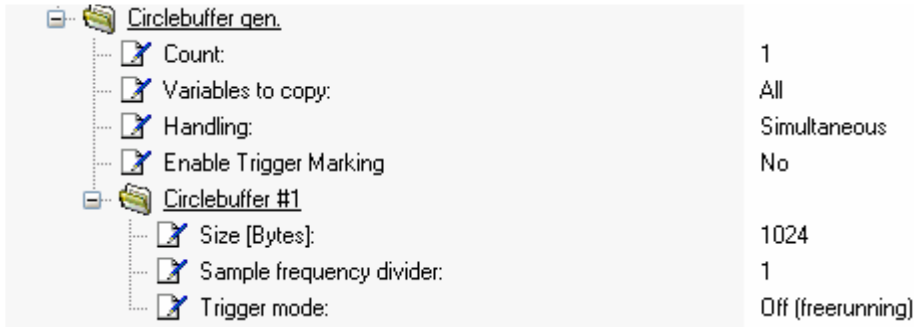 Circlebuffer gen.
Count: 1
Variables to copy: All
Handling: Simultaneous
Enable Trigger Marking No
Circlebuffer #1
Size [Bytes]: 1024
Sample frequency divider: 1
Trigger mode: Off (freerunning)